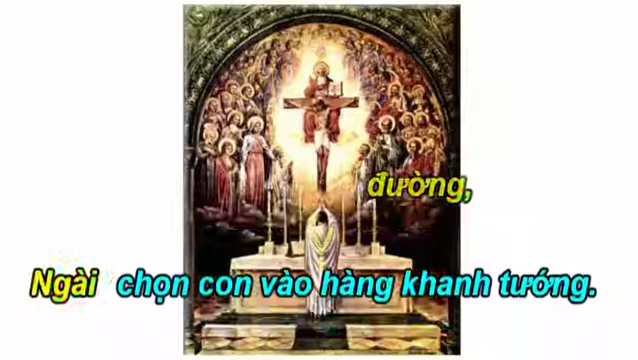 đường,
Ngài chọn con vào hàng khanh tướng.